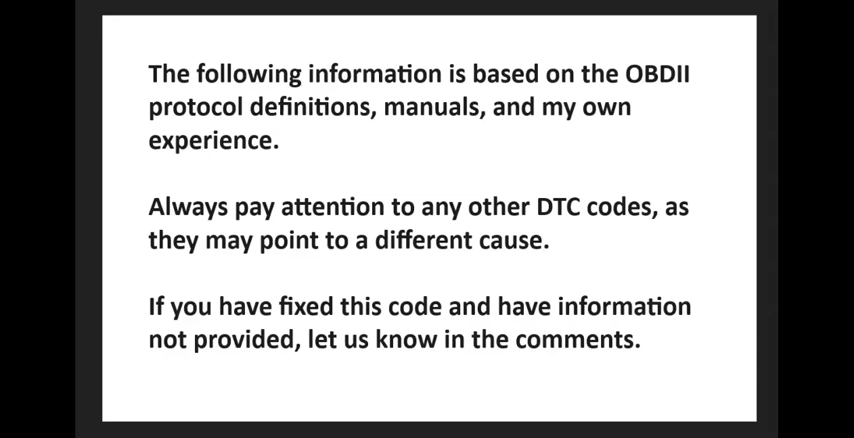 The following information is based on the OBDII
protocol definitions, manuals, and my own
experience.
Always pay attention to any other DTC codes, as
they may point to a different cause.
If you have fixed this code and have information
not provided, let us know in the comments.